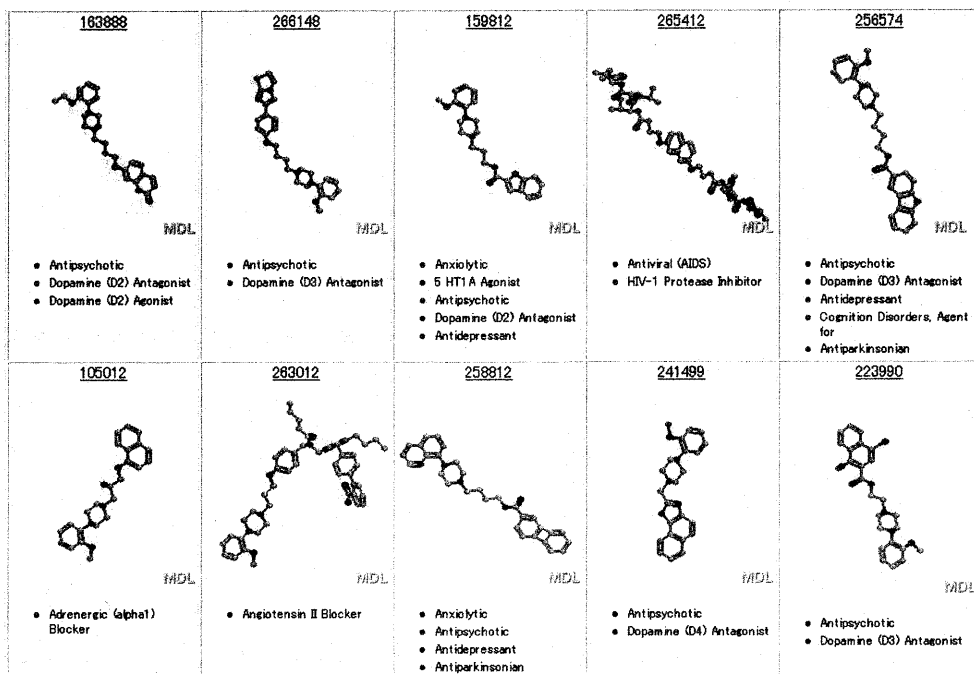 163888
266148
159812
265412
256574
MDL
MDL
MDL
MDL
MDL
Antipsychotic
Dopamine (D2) Antagonist
Dopamine (D2) Agonist
Antipsychotic
Dopamine (D3) Antagonist
Anxiolytic
5 HT1A Agonist
Antipsychotic
Dopamine (D2) Antagonist
Antidepressant
Antiviral (AIDS)
HIV-1 Protease Inhibitor
Antipsychotic
Dopamine (D3) Antagonist
Antidepressant
Cognition Disorders, Agent
for
Antiparkinsonian
105012
263012
258812
241499
223990
MDL
MDL
MDL
MDL
MDL
Adrenergic (alpha1)
Blocker
Angiotensin II Blocker
Anxiolytic
Antipsychotic
Antidepressant
Antiparkinsonian
Antipsychotic
Dopamine (D4) Antagonist
Antipsychotic
Dopamine (D3) Antagonist